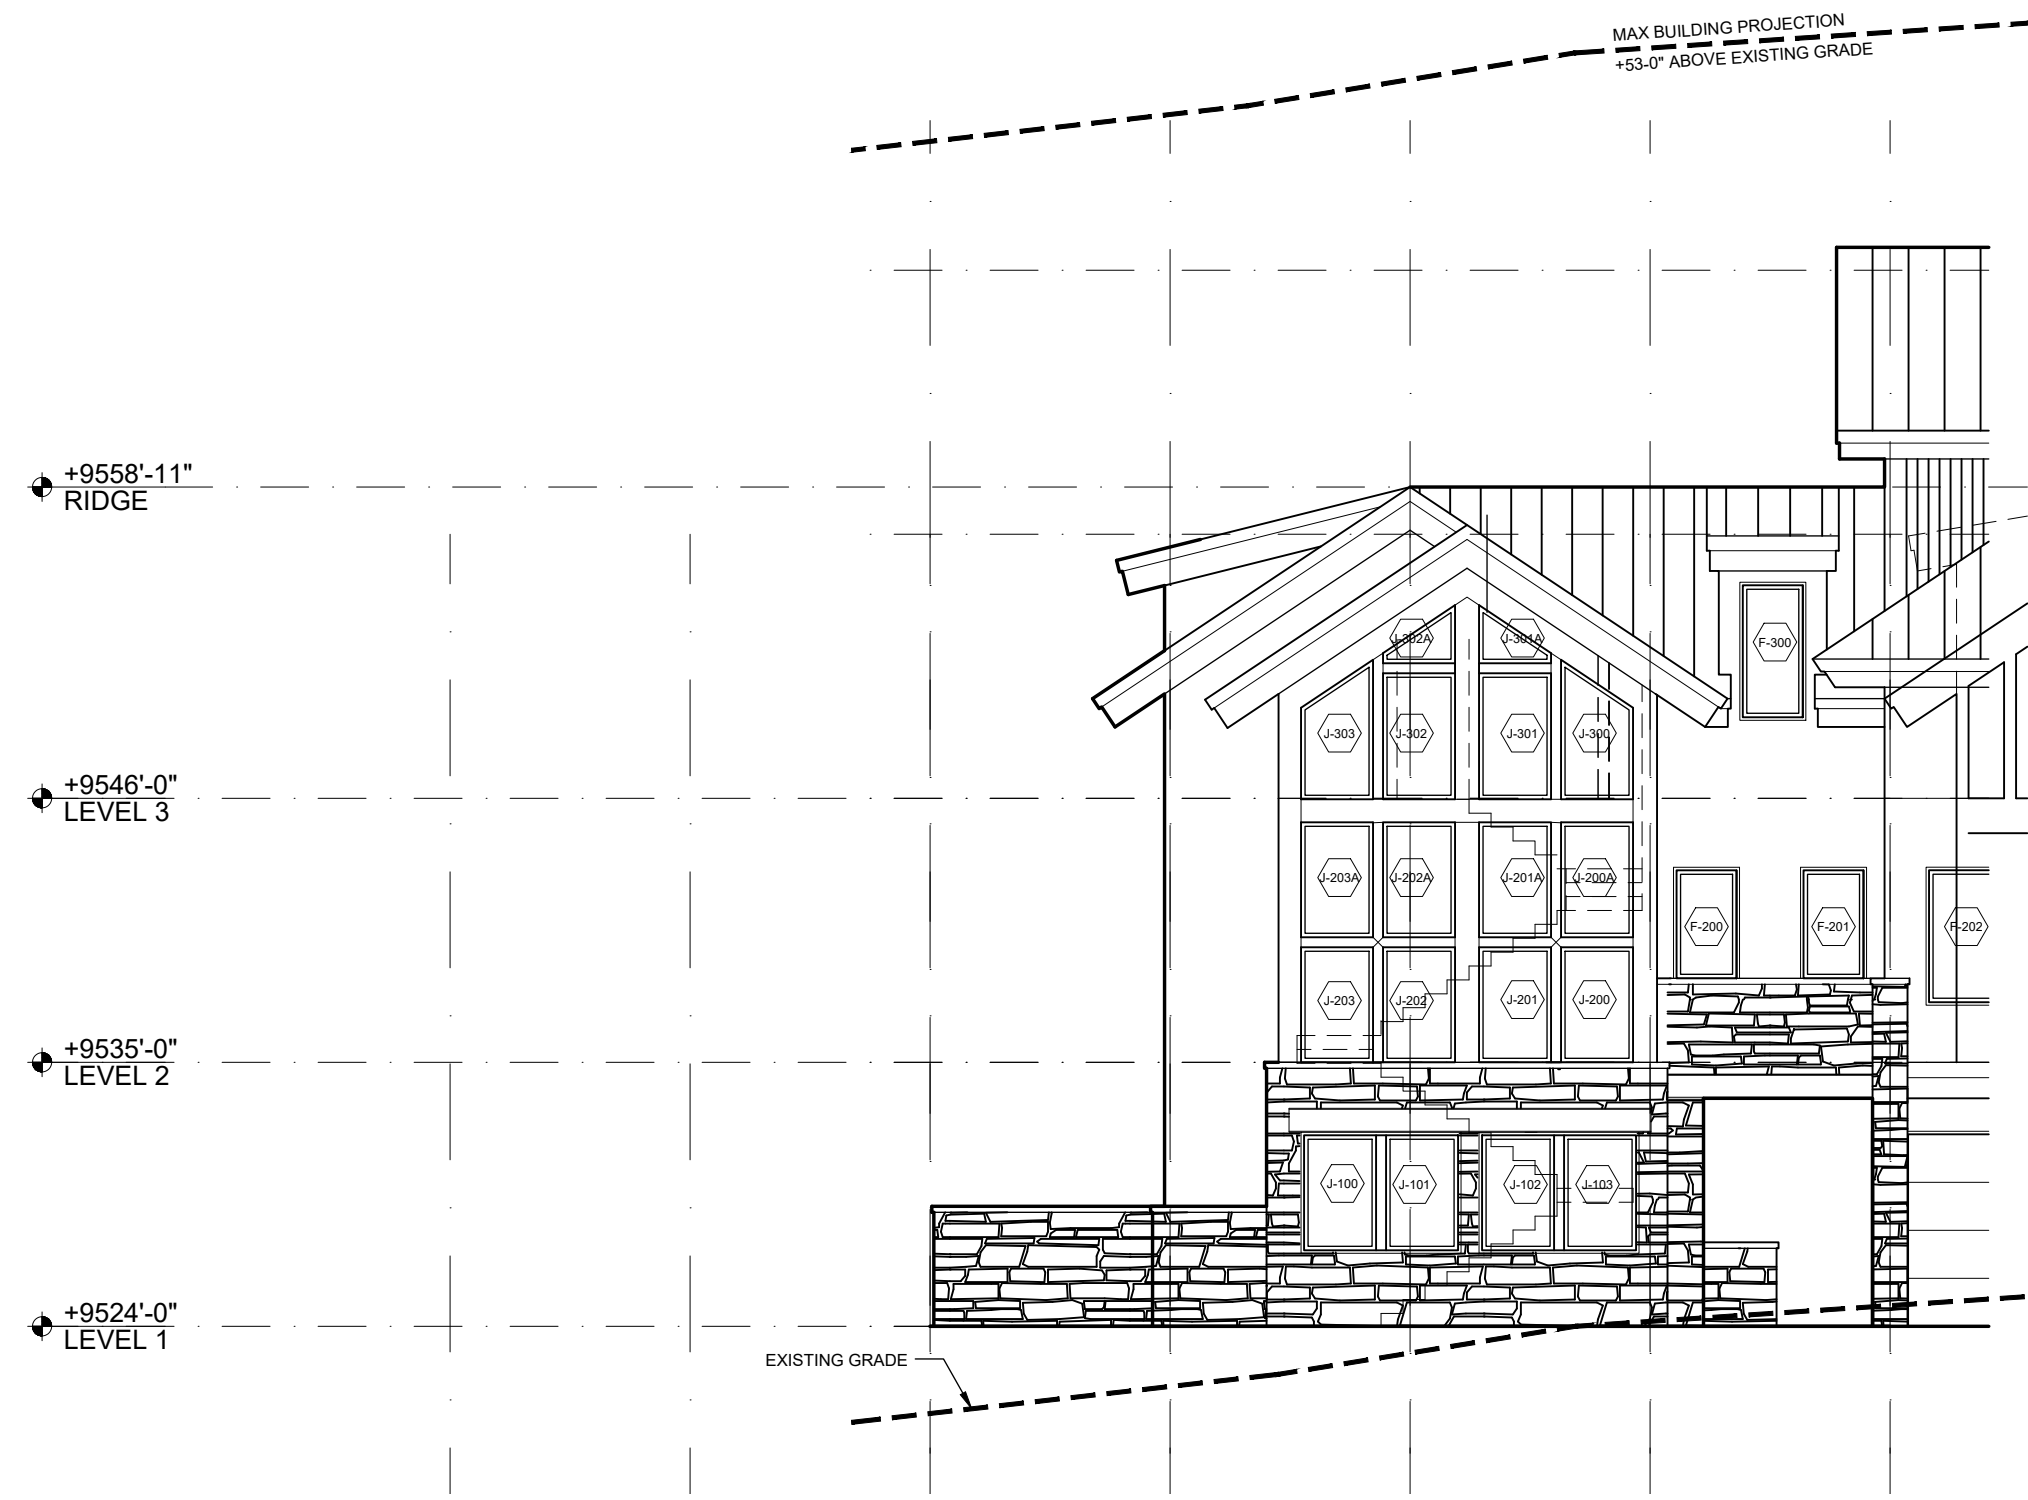 MAX BUILDING PROJECTION
+53-0" ABOVE EXISTING GRADE
+9558'-11"
RIDGE
J-302A
J-301A
F-300
J-303
J-302
J-301
J-300
+9546'-0"
LEVEL 3
J-203A
J-202A
J-201A
J-200A
F-200
F-201
F-202
J-203
J-202
J-201
J-200
+9535'-0"
LEVEL 2
J-100
J-101
J-102
J-103
+9524'-0"
LEVEL 1
EXISTING GRADE